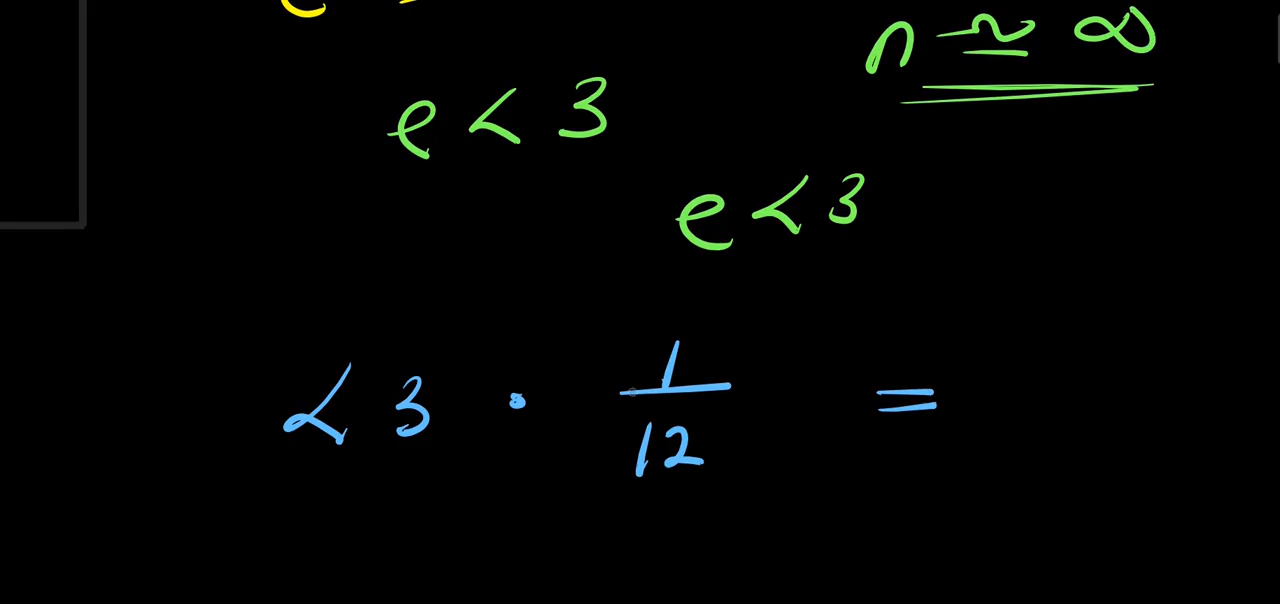 n ≃ ∞
e < 3
e < 3
< 3 · 1/12 =